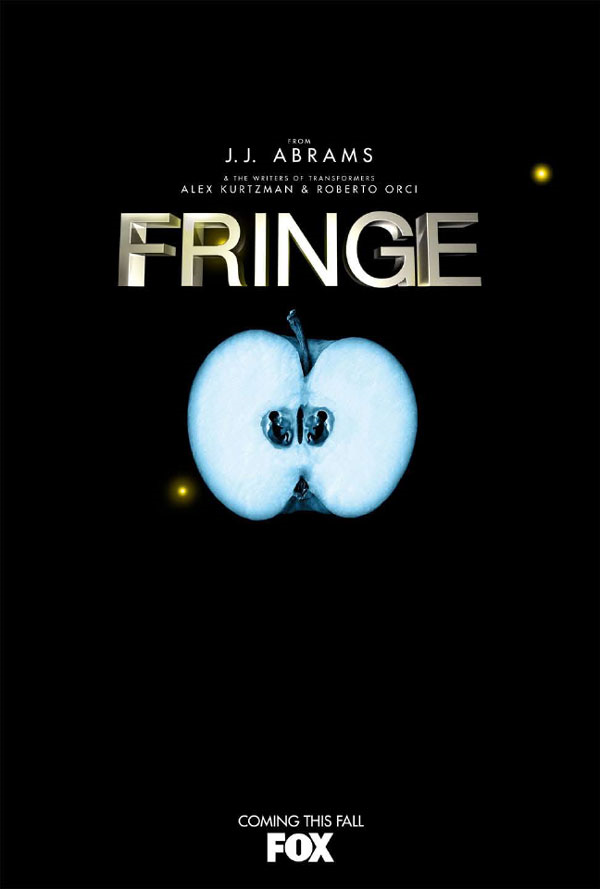 FROM
J.J. ABRAMS
& THE WRITERS OF TRANSFORMERS
ALEX KURTZMAN & ROBERTO ORCI
FRINGE
COMING THIS FALL
FOX